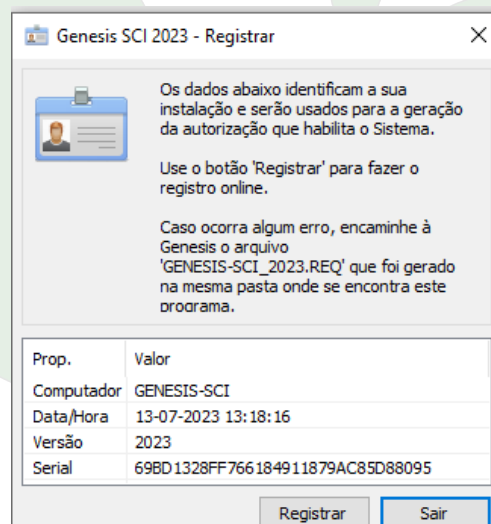 Genesis SCI 2023 - Registrar
Os dados abaixo identificam a sua
instalação e serão usados para a geração
da autorização que habilita o Sistema.
Use o botão 'Registrar' para fazer o
registro online.
Caso ocorra algum erro, encaminhe à
Genesis o arquivo
'GENESIS-SCI_2023.REQ' que foi gerado
na mesma pasta onde se encontra este
programa.
Prop. Valor
Computador GENESIS-SCI
Data/Hora 13-07-2023 13:18:16
Versão 2023
Serial 69BD1328FF766184911879AC85D88095
Registrar Sair